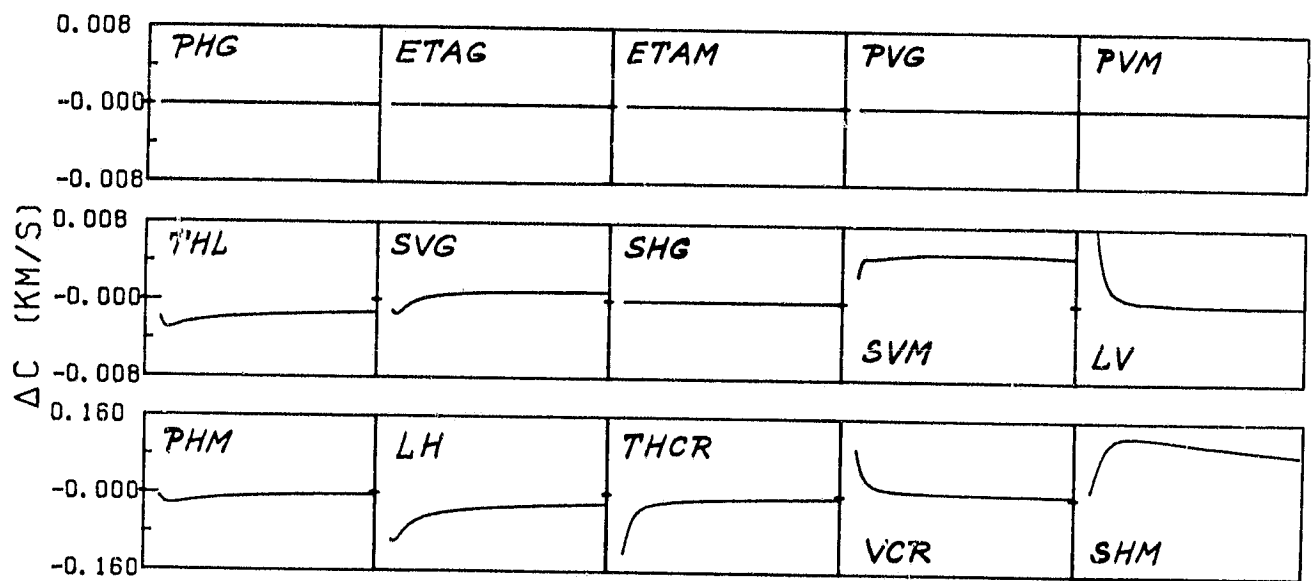 0.008
PHG ETAG ETAM PVG PVM
-0.000
-0.008
0.008
THL SVG SHG
-0.000
SVM LV
-0.008
ΔC (KM/S)
0.160
PHM LH THCR
-0.000
VCR SHM
-0.160